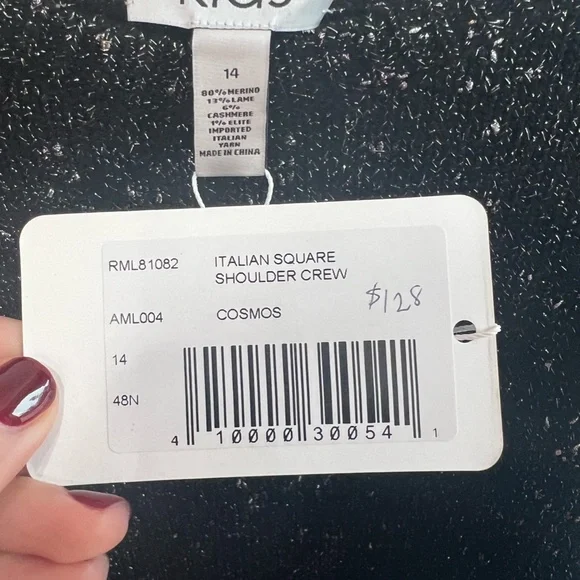 Kids
14
80% MERINO
13% LAME
6%
CASHMERE
1% ELITE
IMPORTED
ITALIAN
YARN
MADE IN CHINA
RML81082 ITALIAN SQUARE
SHOULDER CREW
$128
AML004 COSMOS
14
48N
4 10000 30054 1